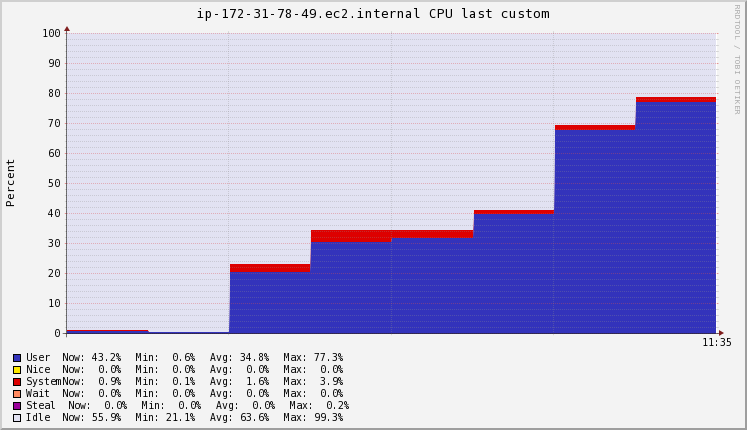 ip-172-31-78-49.ec2.internal CPU last custom
RRDTOOL / TOBI OETIKER
Percent
100
90
80
70
60
50
40
30
20
10
0
11:35
User Now: 43.2% Min: 0.6% Avg: 34.8% Max: 77.3%
Nice Now: 0.0% Min: 0.0% Avg: 0.0% Max: 0.0%
System Now: 0.9% Min: 0.1% Avg: 1.6% Max: 3.9%
Wait Now: 0.0% Min: 0.0% Avg: 0.0% Max: 0.0%
Steal Now: 0.0% Min: 0.0% Avg: 0.0% Max: 0.2%
Idle Now: 55.9% Min: 21.1% Avg: 63.6% Max: 99.3%